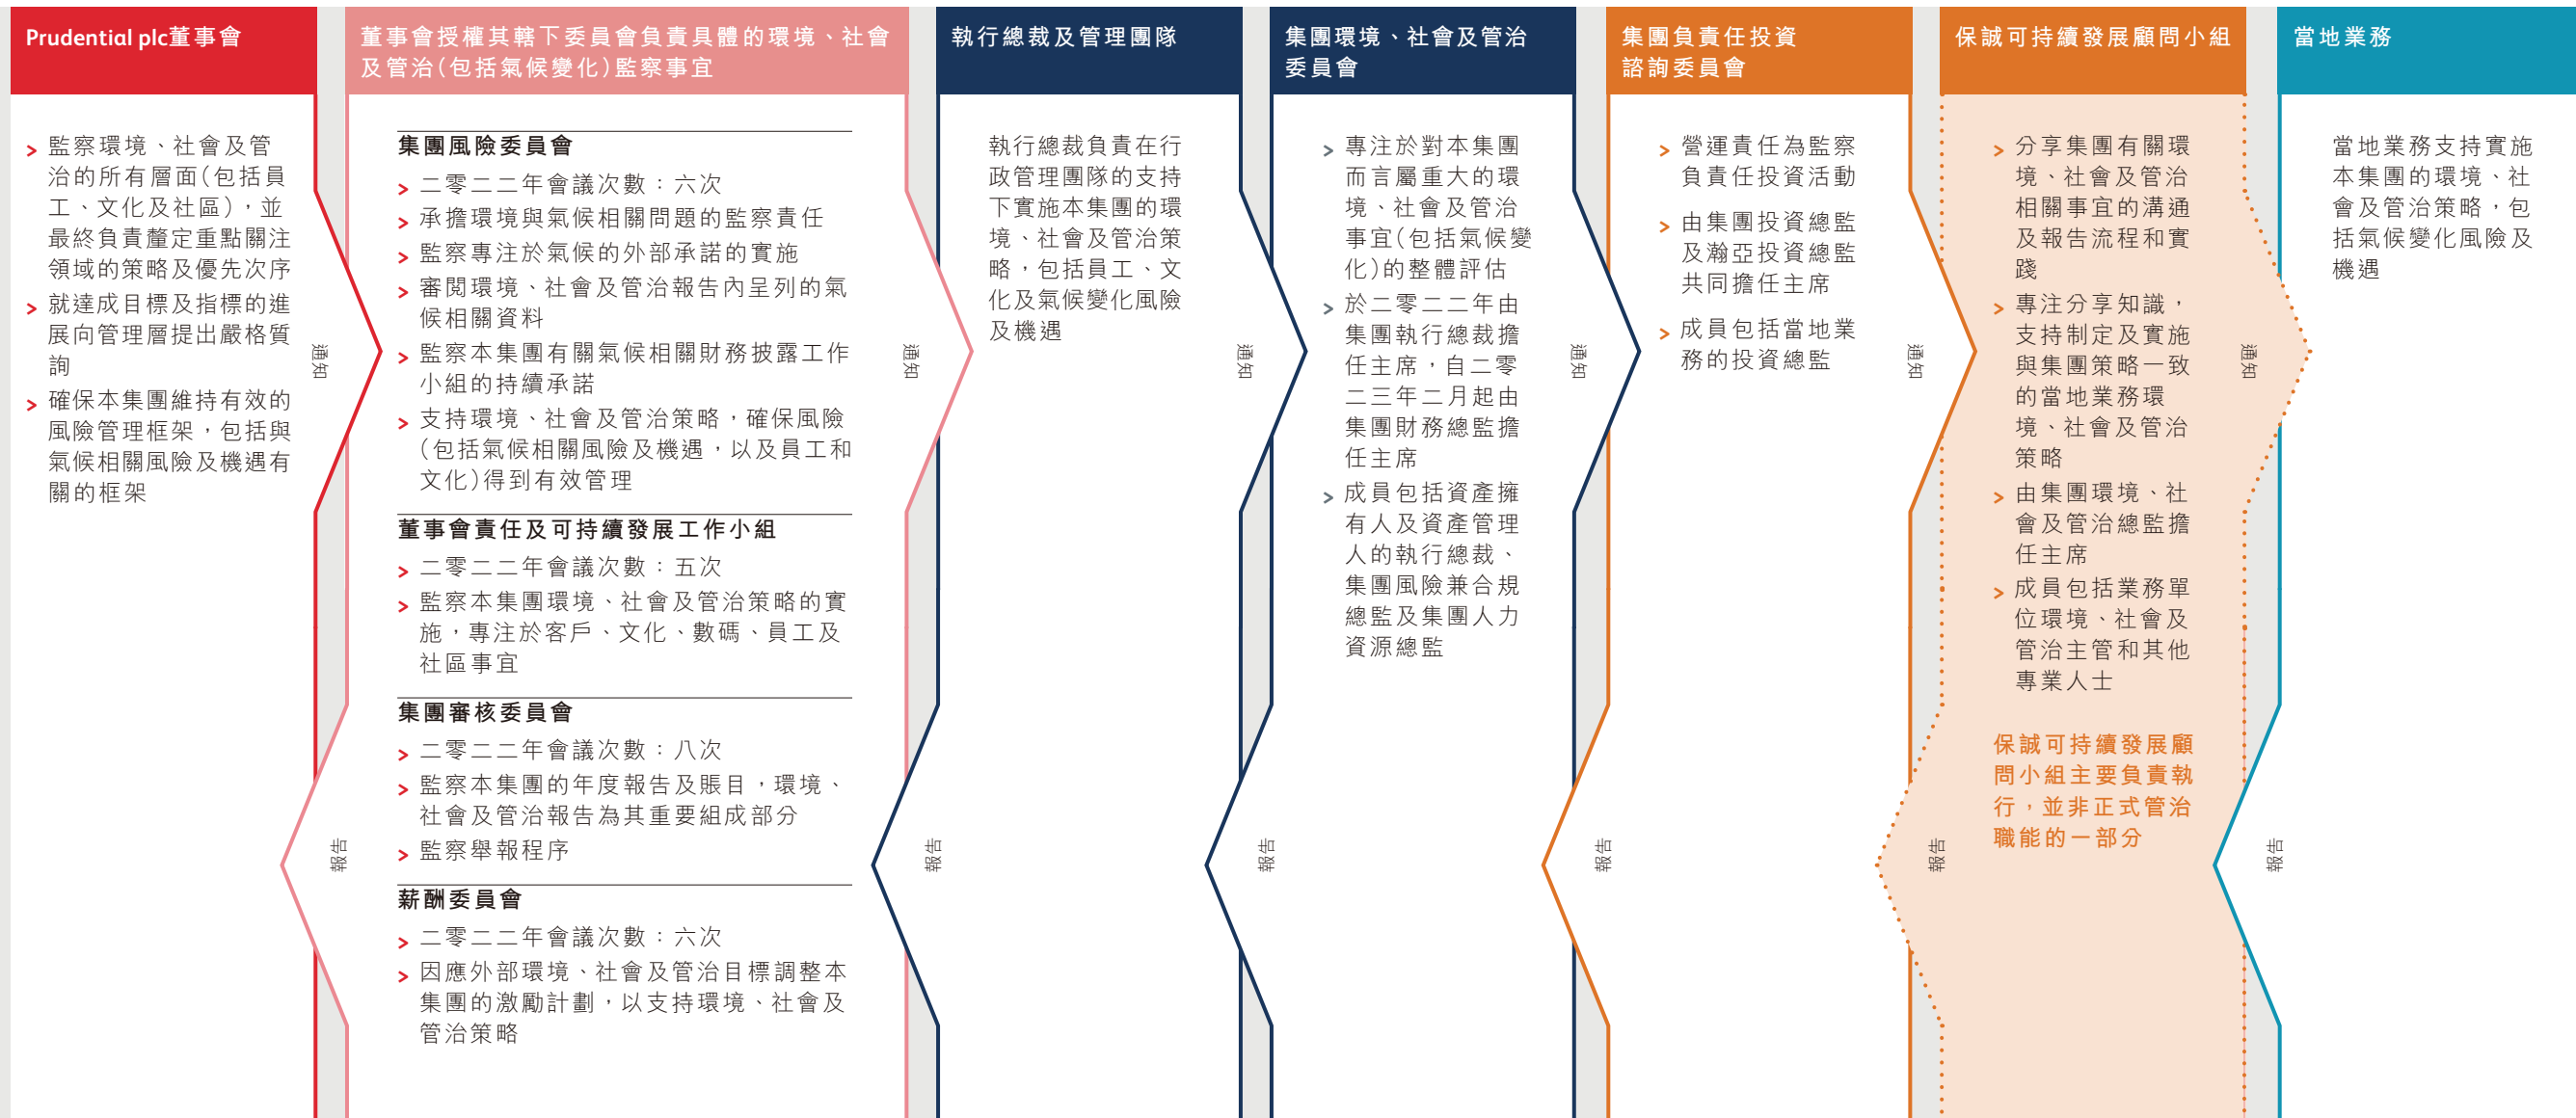 Prudential plc董事會
監察環境、社會及管
治的所有層面(包括員
工、文化及社區)，並
最終負責釐定重點關注
領域的策略及優先次序
就達成目標及指標的進
展向管理層提出嚴格質
詢
確保本集團維持有效的
風險管理框架，包括與
氣候相關風險及機遇有
關的框架
通知
報告
董事會授權其轄下委員會負責具體的環境、社會
及管治(包括氣候變化)監察事宜
集團風險委員會
二零二二年會議次數：六次
承擔環境與氣候相關問題的監察責任
監察專注於氣候的外部承諾的實施
審閱環境、社會及管治報告內呈列的氣
候相關資料
監察本集團有關氣候相關財務披露工作
小組的持續承諾
支持環境、社會及管治策略，確保風險
(包括氣候相關風險及機遇，以及員工和
文化)得到有效管理
董事會責任及可持續發展工作小組
二零二二年會議次數：五次
監察本集團環境、社會及管治策略的實
施，專注於客戶、文化、數碼、員工及
社區事宜
集團審核委員會
二零二二年會議次數：八次
監察本集團的年度報告及賬目，環境、
社會及管治報告為其重要組成部分
監察舉報程序
薪酬委員會
二零二二年會議次數：六次
因應外部環境、社會及管治目標調整本
集團的激勵計劃，以支持環境、社會及
管治策略
通知
報告
執行總裁及管理團隊
執行總裁負責在行
政管理團隊的支持
下實施本集團的環
境、社會及管治策
略，包括員工、文
化及氣候變化風險
及機遇
通知
報告
集團環境、社會及管治
委員會
專注於對本集團
而言屬重大的環
境、社會及管治
事宜(包括氣候變
化)的整體評估
於二零二二年由
集團執行總裁擔
任主席，自二零
二三年二月起由
集團財務總監擔
任主席
成員包括資產擁
有人及資產管理
人的執行總裁、
集團風險兼合規
總監及集團人力
資源總監
通知
報告
集團負責任投資
諮詢委員會
營運責任為監察
負責任投資活動
由集團投資總監
及瀚亞投資總監
共同擔任主席
成員包括當地業
務的投資總監
通知
報告
保誠可持續發展顧問小組
分享集團有關環
境、社會及管治
相關事宜的溝通
及報告流程和實
踐
專注分享知識，
支持制定及實施
與集團策略一致
的當地業務環
境、社會及管治
策略
由集團環境、社
會及管治總監擔
任主席
成員包括業務單
位環境、社會及
管治主管和其他
專業人士
保誠可持續發展顧
問小組主要負責執
行，並非正式管治
職能的一部分
通知
報告
當地業務
當地業務支持實施
本集團的環境、社
會及管治策略，包
括氣候變化風險及
機遇